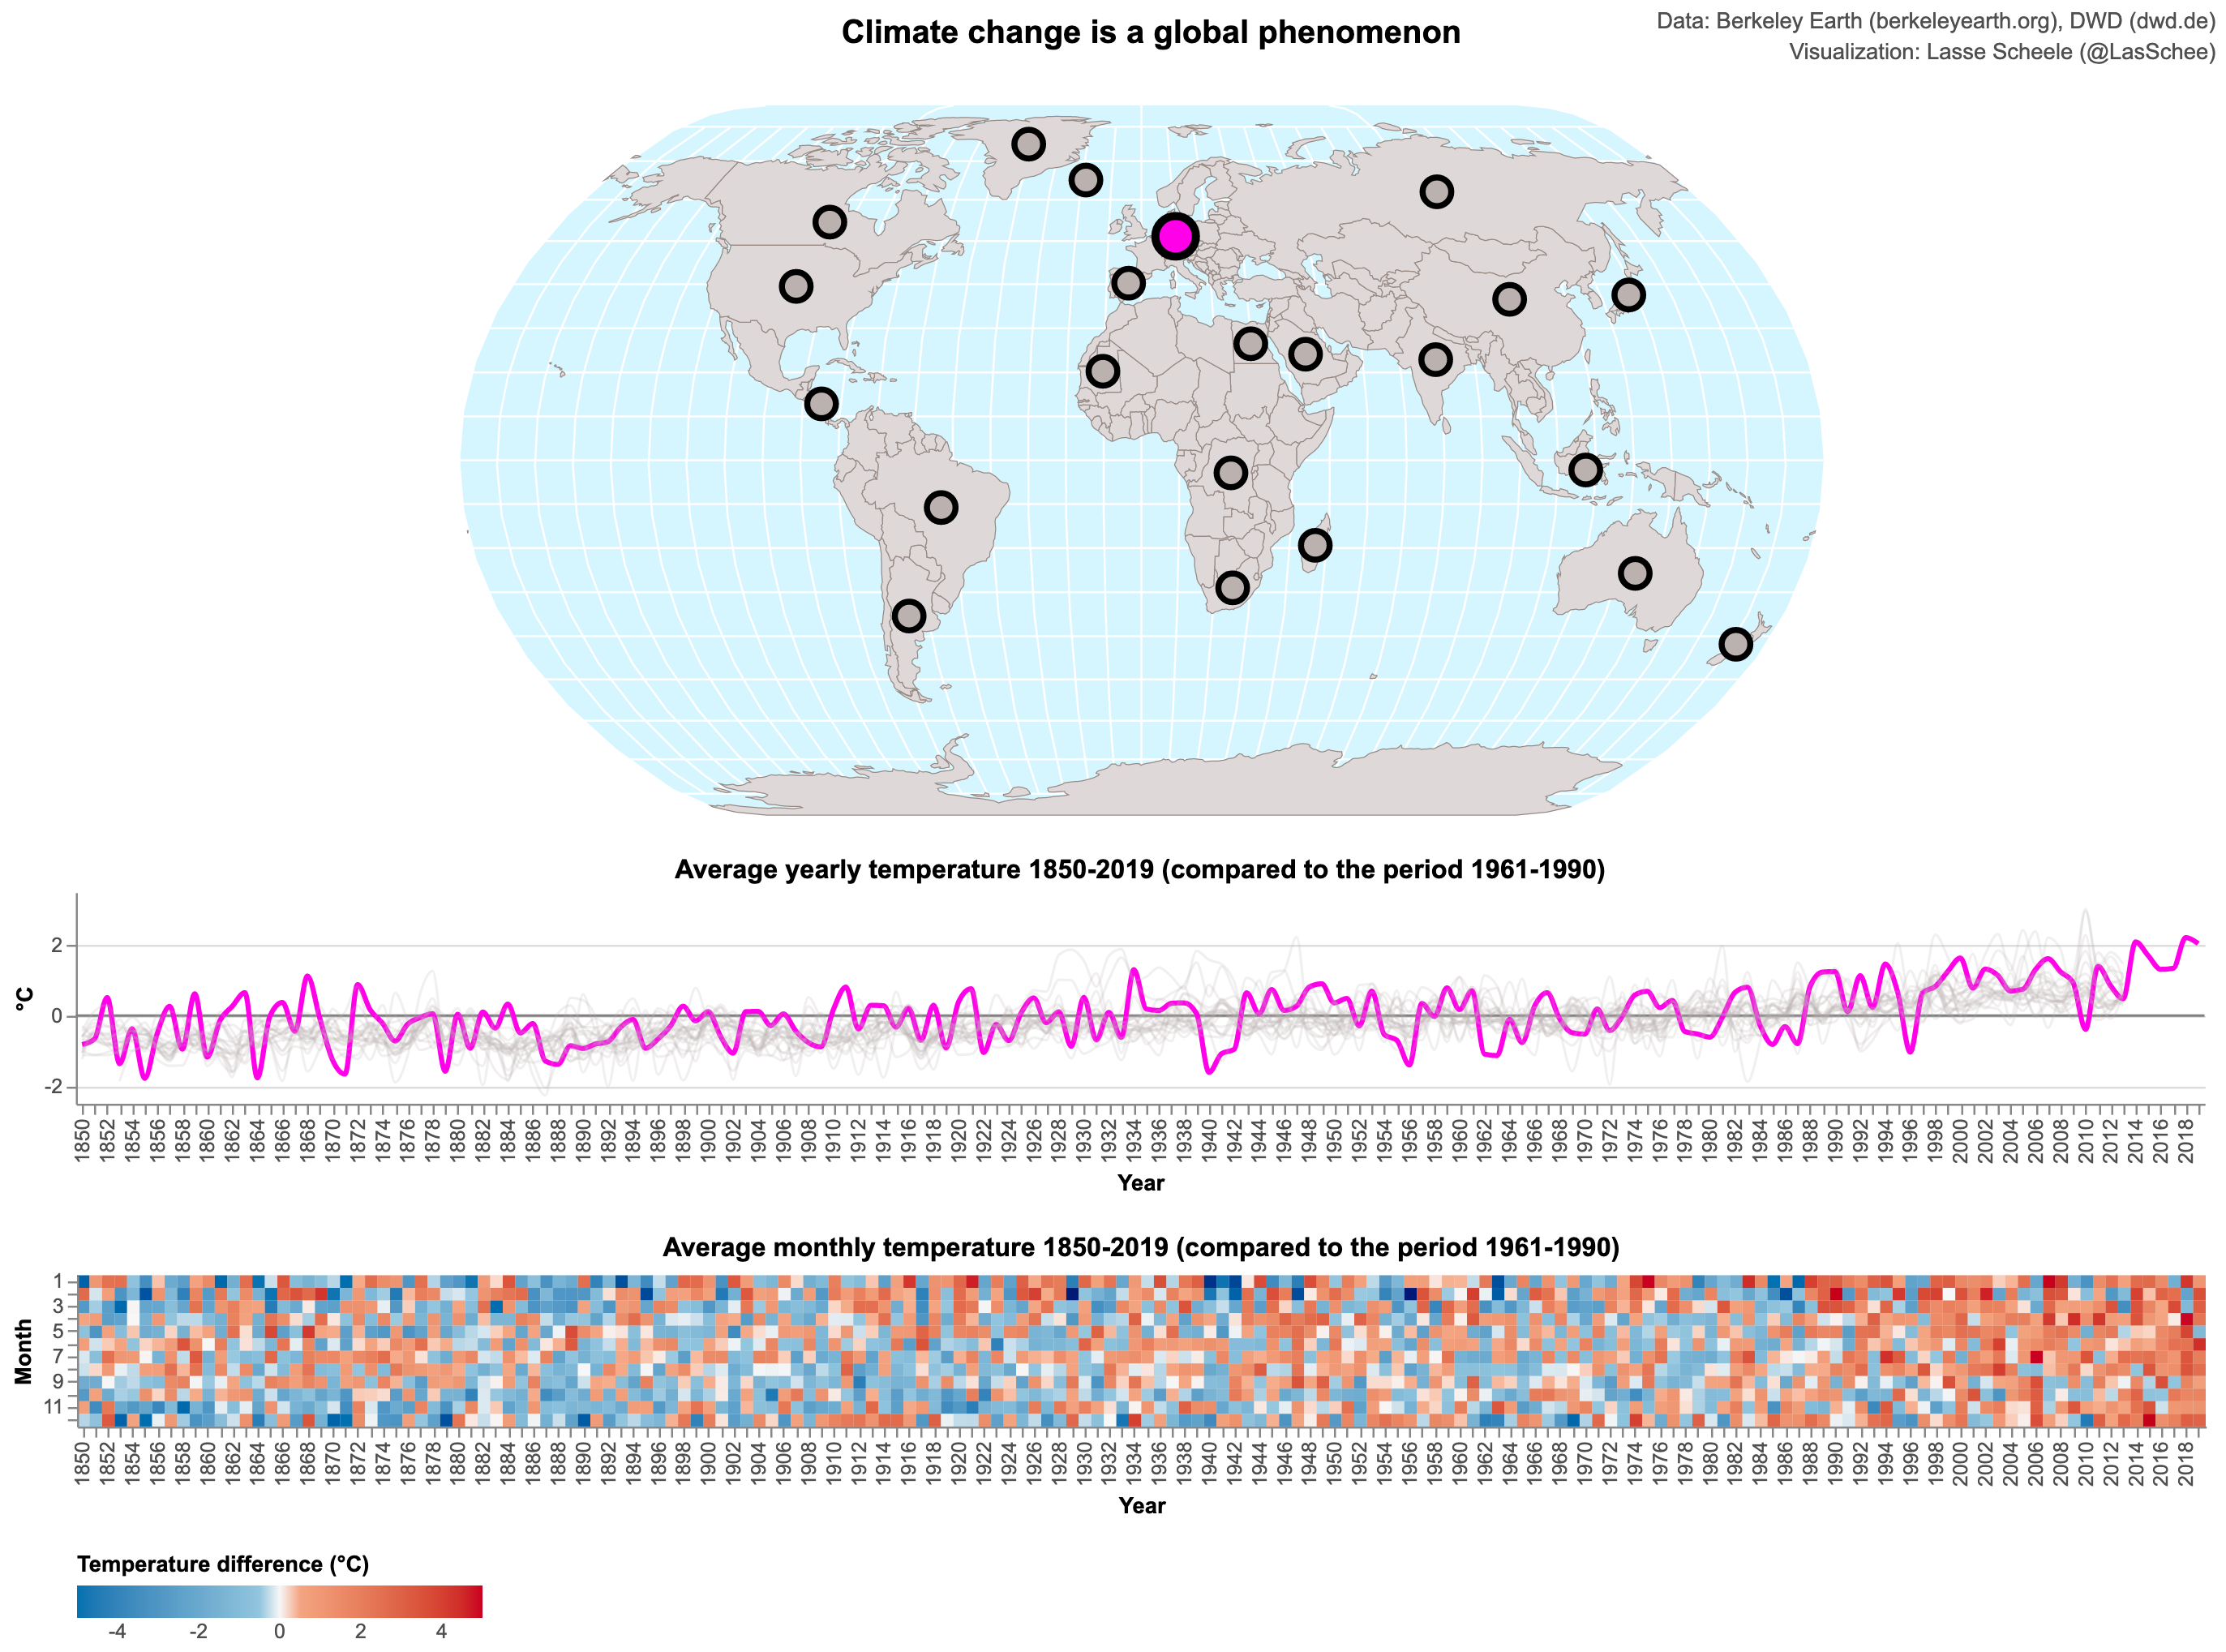 Climate change is a global phenomenon
Data: Berkeley Earth (berkeleyearth.org), DWD (dwd.de)
Visualization: Lasse Scheele (@LasSchee)
Average yearly temperature 1850-2019 (compared to the period 1961-1990)
°C
2
0
-2
1850 1852 1854 1856 1858 1860 1862 1864 1866 1868 1870 1872 1874 1876 1878 1880 1882 1884 1886 1888 1890 1892 1894 1896 1898 1900 1902 1904 1906 1908 1910 1912 1914 1916 1918 1920 1922 1924 1926 1928 1930 1932 1934 1936 1938 1940 1942 1944 1946 1948 1950 1952 1954 1956 1958 1960 1962 1964 1966 1968 1970 1972 1974 1976 1978 1980 1982 1984 1986 1988 1990 1992 1994 1996 1998 2000 2002 2004 2006 2008 2010 2012 2014 2016 2018
Year
Average monthly temperature 1850-2019 (compared to the period 1961-1990)
Month
1
3
5
7
9
11
1850 1852 1854 1856 1858 1860 1862 1864 1866 1868 1870 1872 1874 1876 1878 1880 1882 1884 1886 1888 1890 1892 1894 1896 1898 1900 1902 1904 1906 1908 1910 1912 1914 1916 1918 1920 1922 1924 1926 1928 1930 1932 1934 1936 1938 1940 1942 1944 1946 1948 1950 1952 1954 1956 1958 1960 1962 1964 1966 1968 1970 1972 1974 1976 1978 1980 1982 1984 1986 1988 1990 1992 1994 1996 1998 2000 2002 2004 2006 2008 2010 2012 2014 2016 2018
Year
Temperature difference (°C)
-4 -2 0 2 4